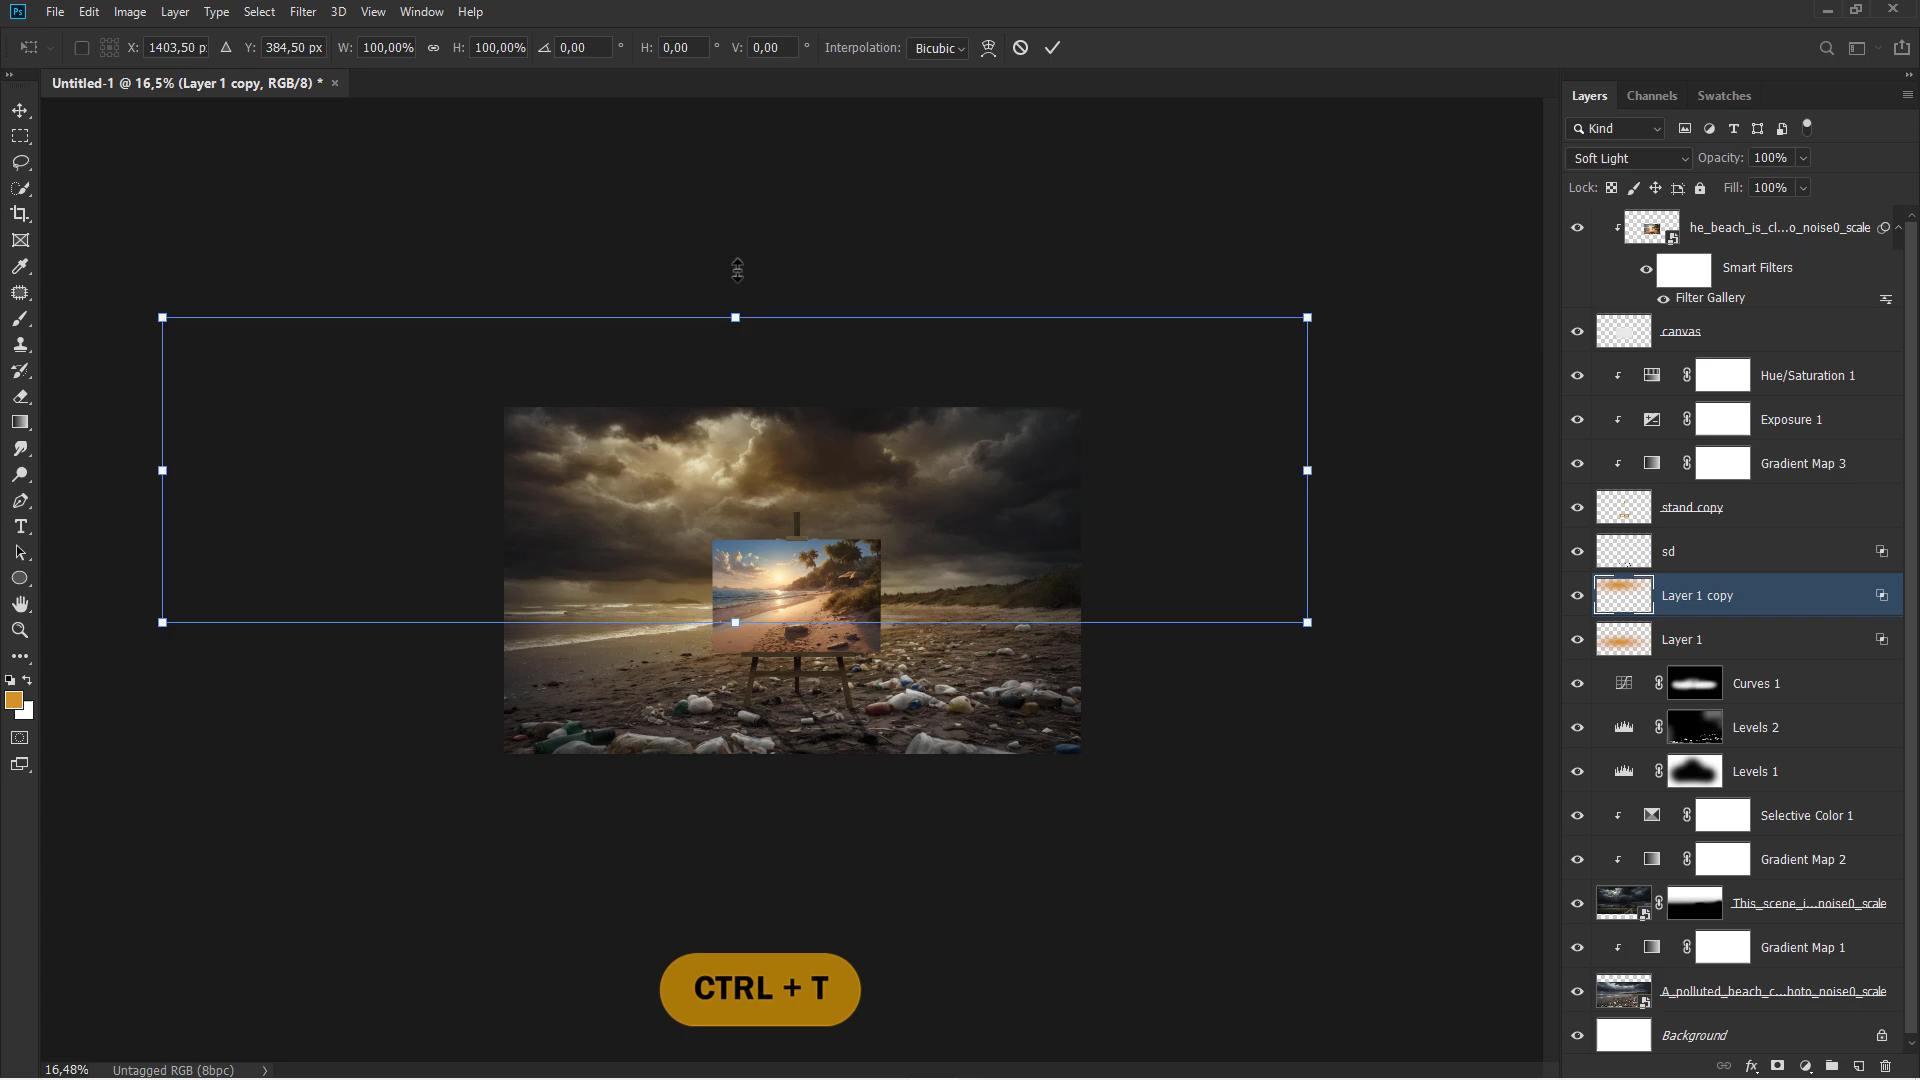 Ps File Edit Image Layer Type Select Filter 3D View Window Help
X: 1403,50 p Y: 384,50 px W: 100,00% H: 100,00% 0,00 ° H: 0,00 ° V: 0,00 ° Interpolation: Bicubic
Untitled-1 @ 16,5% (Layer 1 copy, RGB/8) * ×
Layers Channels Swatches
Kind
Soft Light Opacity: 100%
Lock: Fill: 100%
he_beach_is_cl...o_noise0_scale
Smart Filters
Filter Gallery
canvas
Hue/Saturation 1
Exposure 1
Gradient Map 3
stand copy
sd
Layer 1 copy
Layer 1
Curves 1
Levels 2
Levels 1
Selective Color 1
Gradient Map 2
This_scene_i...noise0_scale
Gradient Map 1
A_polluted_beach_c...hoto_noise0_scale
Background
CTRL + T
16,48% Untagged RGB (8bpc)